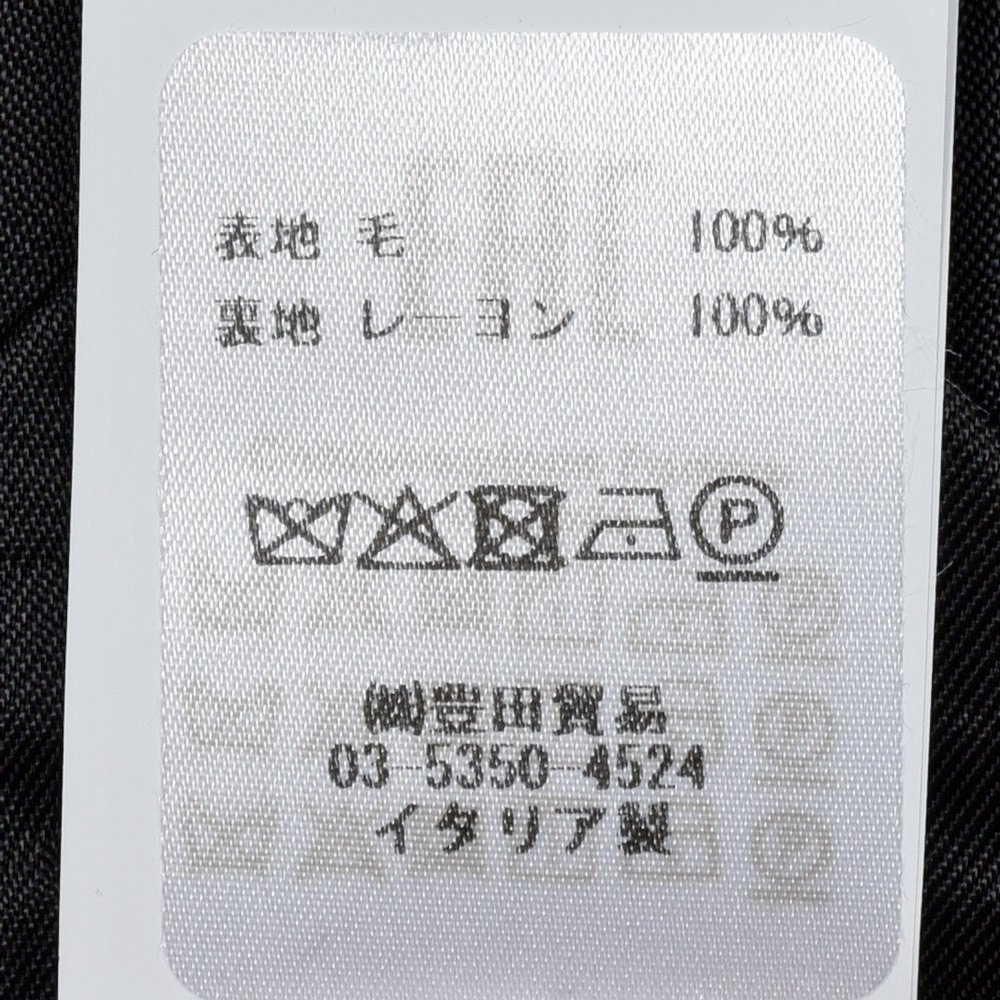 表地 毛 100%
裏地 レーヨン 100%
P
㈱豊田貿易
03-5350-4524
イタリア製